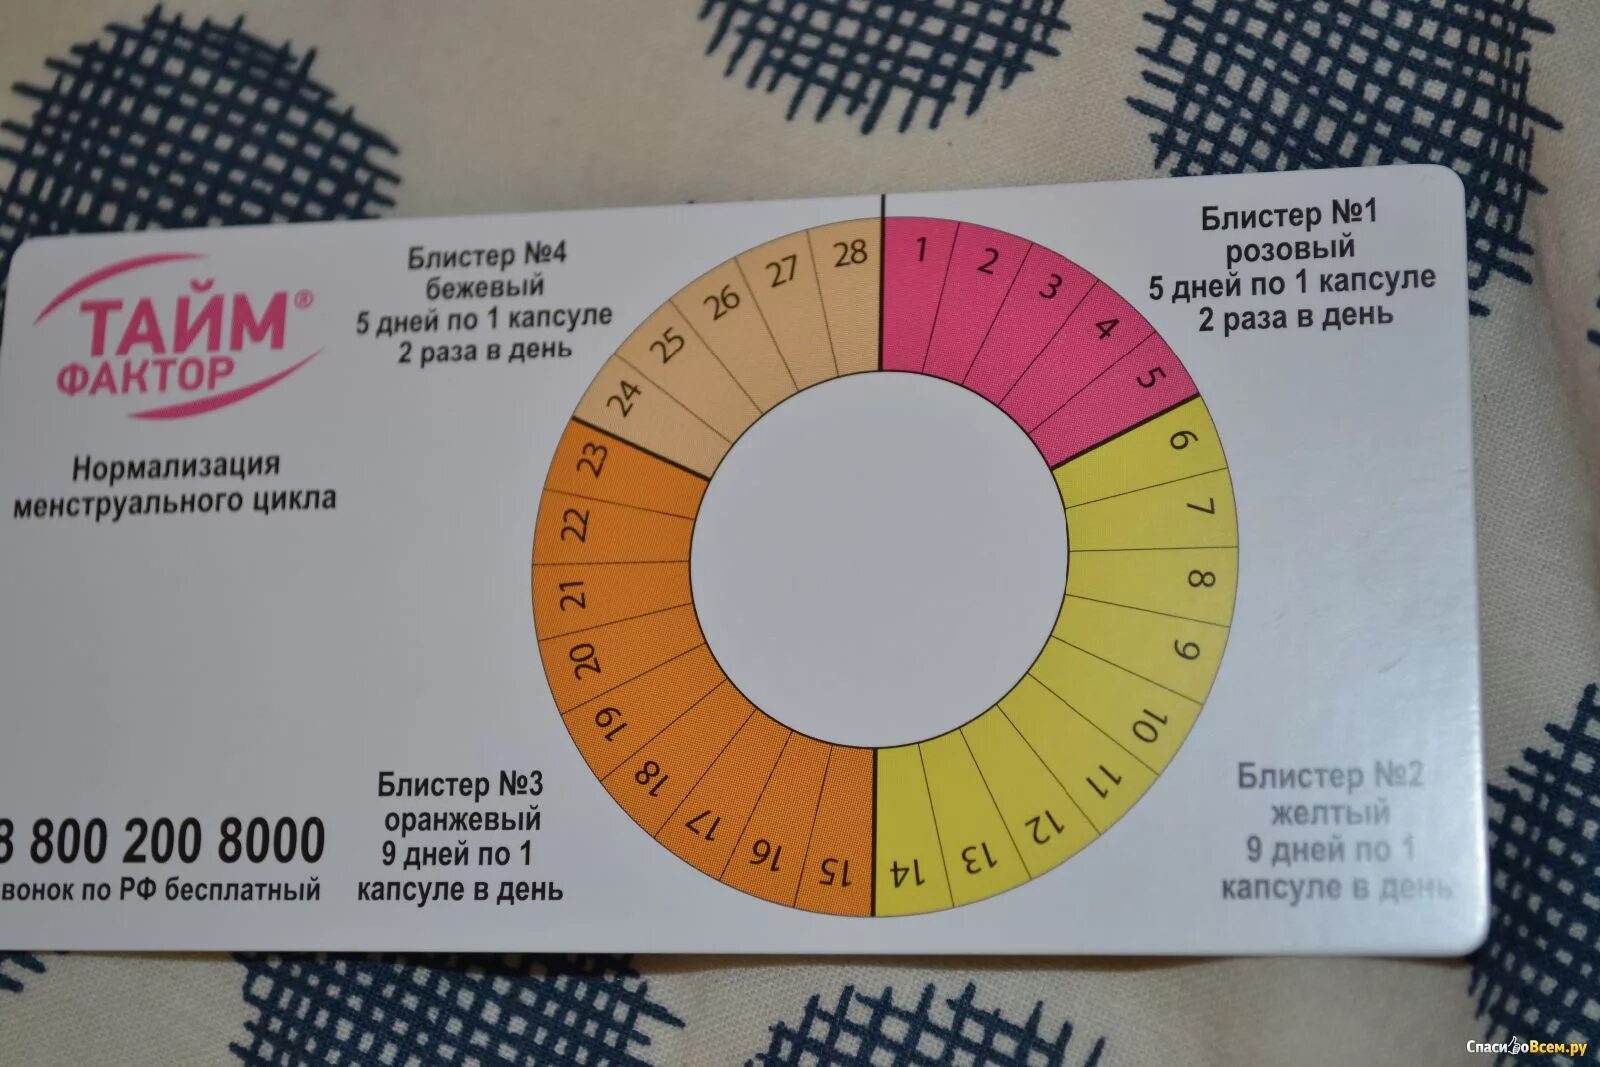 ТАЙМ®
ФАКТОР
Нормализация
менструального цикла
8 800 200 8000
вонок по РФ бесплатный
Блистер №4
бежевый
5 дней по 1 капсуле
2 раза в день
Блистер №1
розовый
5 дней по 1 капсуле
2 раза в день
Блистер №3
оранжевый
9 дней по 1
капсуле в день
Блистер №2
желтый
9 дней по 1
капсуле в день
1
2
3
4
5
6
7
8
9
10
11
12
13
14
15
16
17
18
19
20
21
22
23
24
25
26
27
28
СпасибоВсем.ру